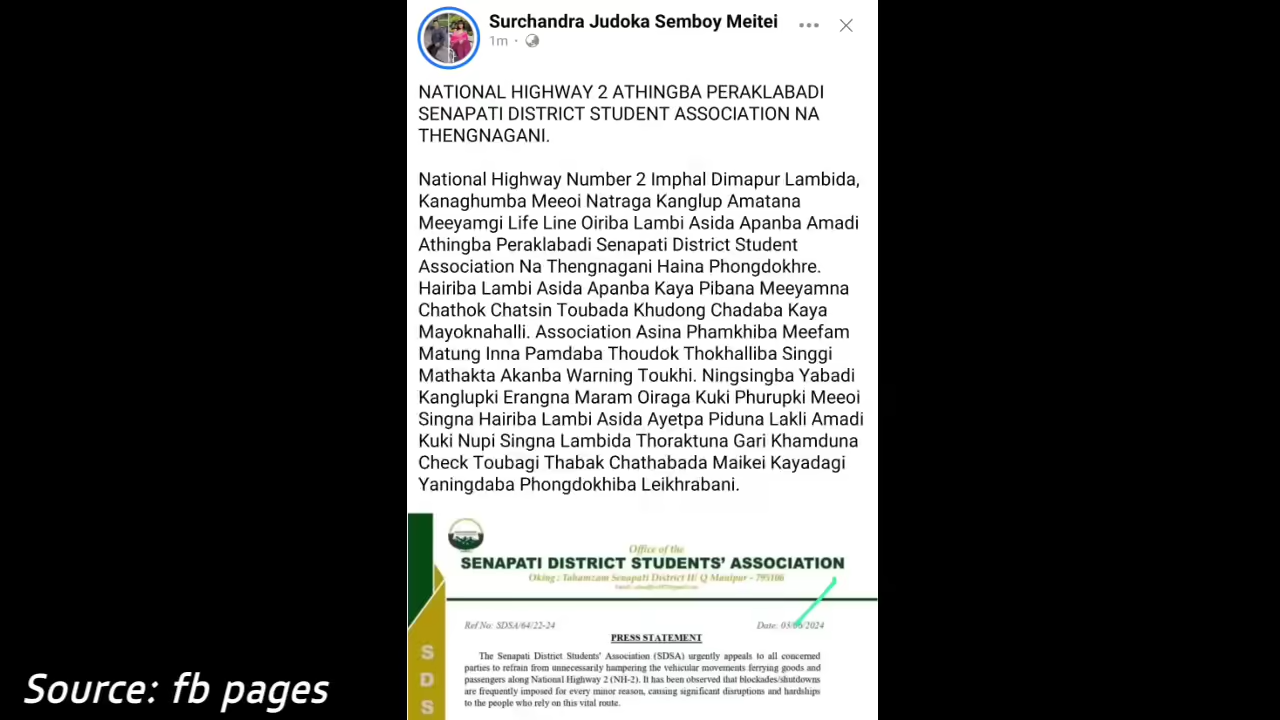 Surchandra Judoka Semboy Meitei
1m ·
NATIONAL HIGHWAY 2 ATHINGBA PERAKLABADI
SENAPATI DISTRICT STUDENT ASSOCIATION NA
THENGNAGANI.
National Highway Number 2 Imphal Dimapur Lambida,
Kanaghumba Meeoi Natraga Kanglup Amatana
Meeyamgi Life Line Oiriba Lambi Asida Apanba Amadi
Athingba Peraklabadi Senapati District Student
Association Na Thengnagani Haina Phongdokhre.
Hairiba Lambi Asida Apanba Kaya Pibana Meeyamna
Chathok Chatsin Toubada Khudong Chadaba Kaya
Mayoknahalli. Association Asina Phamkhiba Meefam
Matung Inna Pamdaba Thoudok Thokhalliba Singgi
Mathakta Akanba Warning Toukhi. Ningsingba Yabadi
Kanglupki Erangna Maram Oiraga Kuki Phurupki Meeoi
Singna Hairiba Lambi Asida Ayetpa Piduna Lakli Amadi
Kuki Nupi Singna Lambida Thoraktuna Gari Khamduna
Check Toubagi Thabak Chathabada Maikei Kayadagi
Yaningdaba Phongdokhiba Leikhrabani.
Office of the
SENAPATI DISTRICT STUDENTS' ASSOCIATION
Oking : Tahamzam Senapati District H/ Q Manipur - 795106
Ref No: SDSA/64/22-24
Date: 2024
PRESS STATEMENT
The Senapati District Students' Association (SDSA) urgently appeals to all concerned
parties to refrain from unnecessarily hampering the vehicular movements ferrying goods and
passengers along National Highway 2 (NH-2). It has been observed that blockades/shutdowns
are frequently imposed for every minor reason, causing significant disruptions and hardships
to the people who rely on this vital route.
S
D
S
Source: fb pages